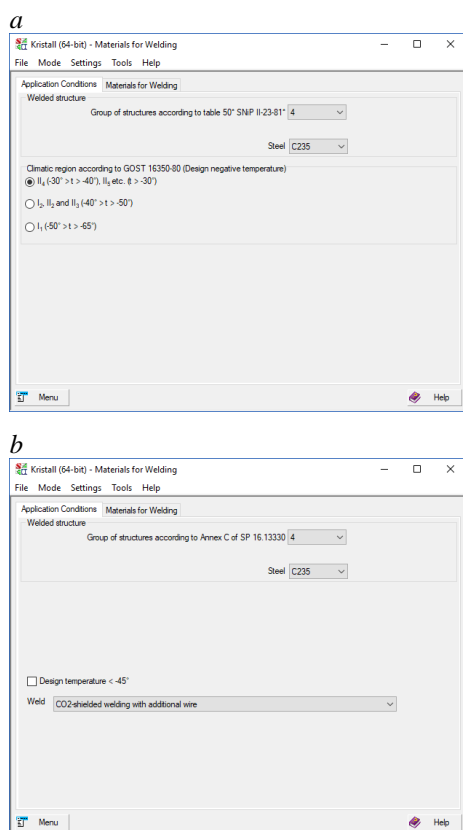 a
Kristall (64-bit) - Materials for Welding
File Mode Settings Tools Help
Application Conditions Materials for Welding
Welded structure
Group of structures according to table 50* SNiP II-23-81* 4
Steel C235
Climatic region according to GOST 16350-80 (Design negative temperature)
II₄ (-30° > t > -40°), II₅ etc. (t > -30°)
I₂, II₂ and II₃ (-40° > t > -50°)
I₁ (-50° > t > -65°)
Menu Help
b
Kristall (64-bit) - Materials for Welding
File Mode Settings Tools Help
Application Conditions Materials for Welding
Welded structure
Group of structures according to Annex C of SP 16.13330 4
Steel C235
Design temperature < -45°
Weld CO2-shielded welding with additional wire
Menu Help